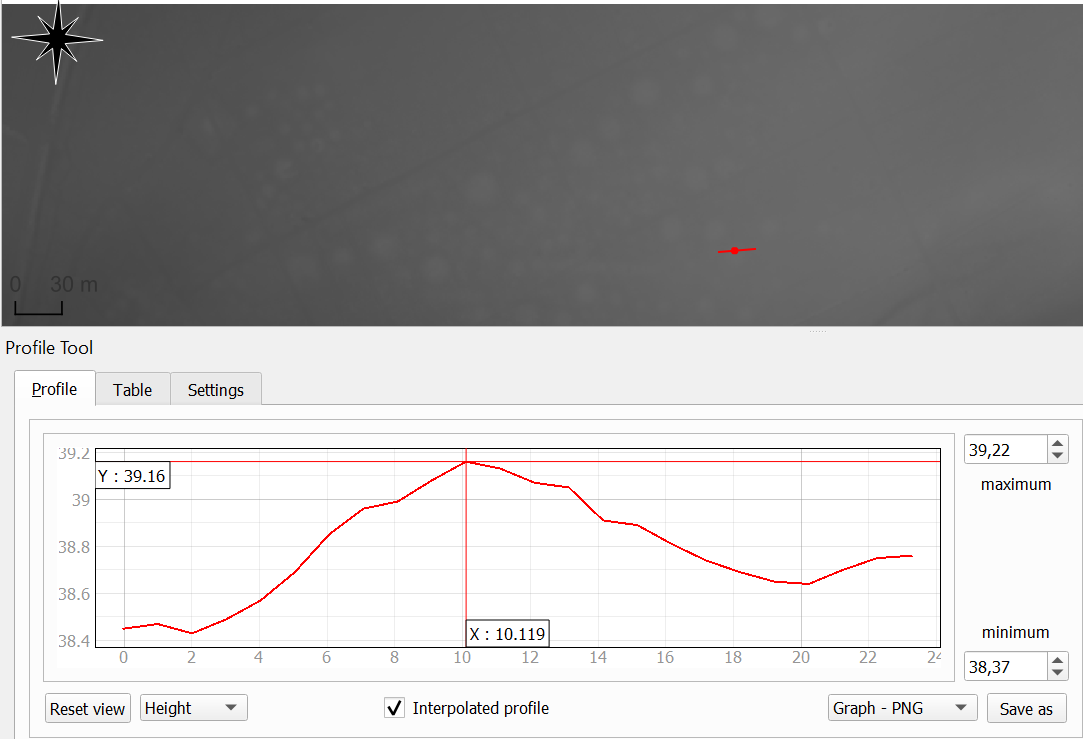 0 30 m
Profile Tool
Profile Table Settings
39.2
Y : 39.16
39
38.8
38.6
38.4
X : 10.119
0 2 4 6 8 10 12 14 16 18 20 22 24
39,22
maximum
minimum
38,37
Reset view Height Interpolated profile Graph - PNG Save as